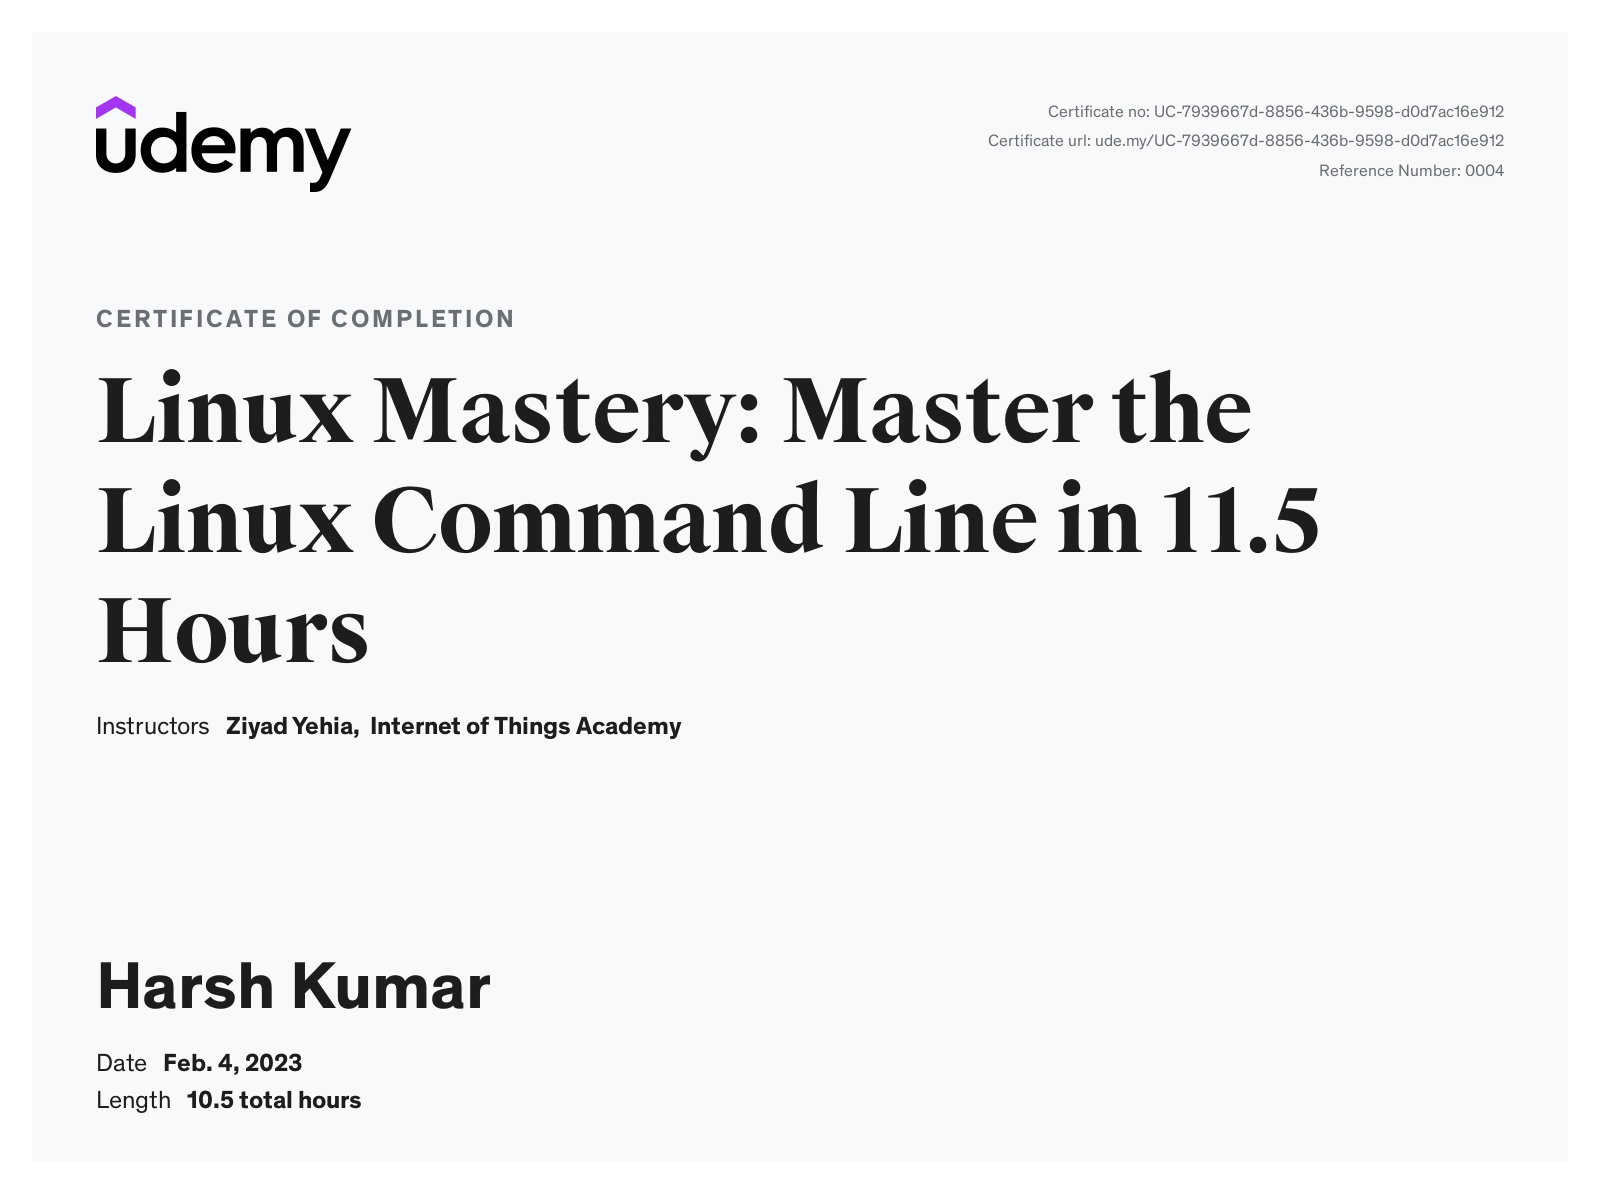 udemy
Certificate no: UC-7939667d-8856-436b-9598-d0d7ac16e912
Certificate url: ude.my/UC-7939667d-8856-436b-9598-d0d7ac16e912
Reference Number: 0004
CERTIFICATE OF COMPLETION
Linux Mastery: Master the
Linux Command Line in 11.5
Hours
Instructors Ziyad Yehia, Internet of Things Academy
Harsh Kumar
Date Feb. 4, 2023
Length 10.5 total hours